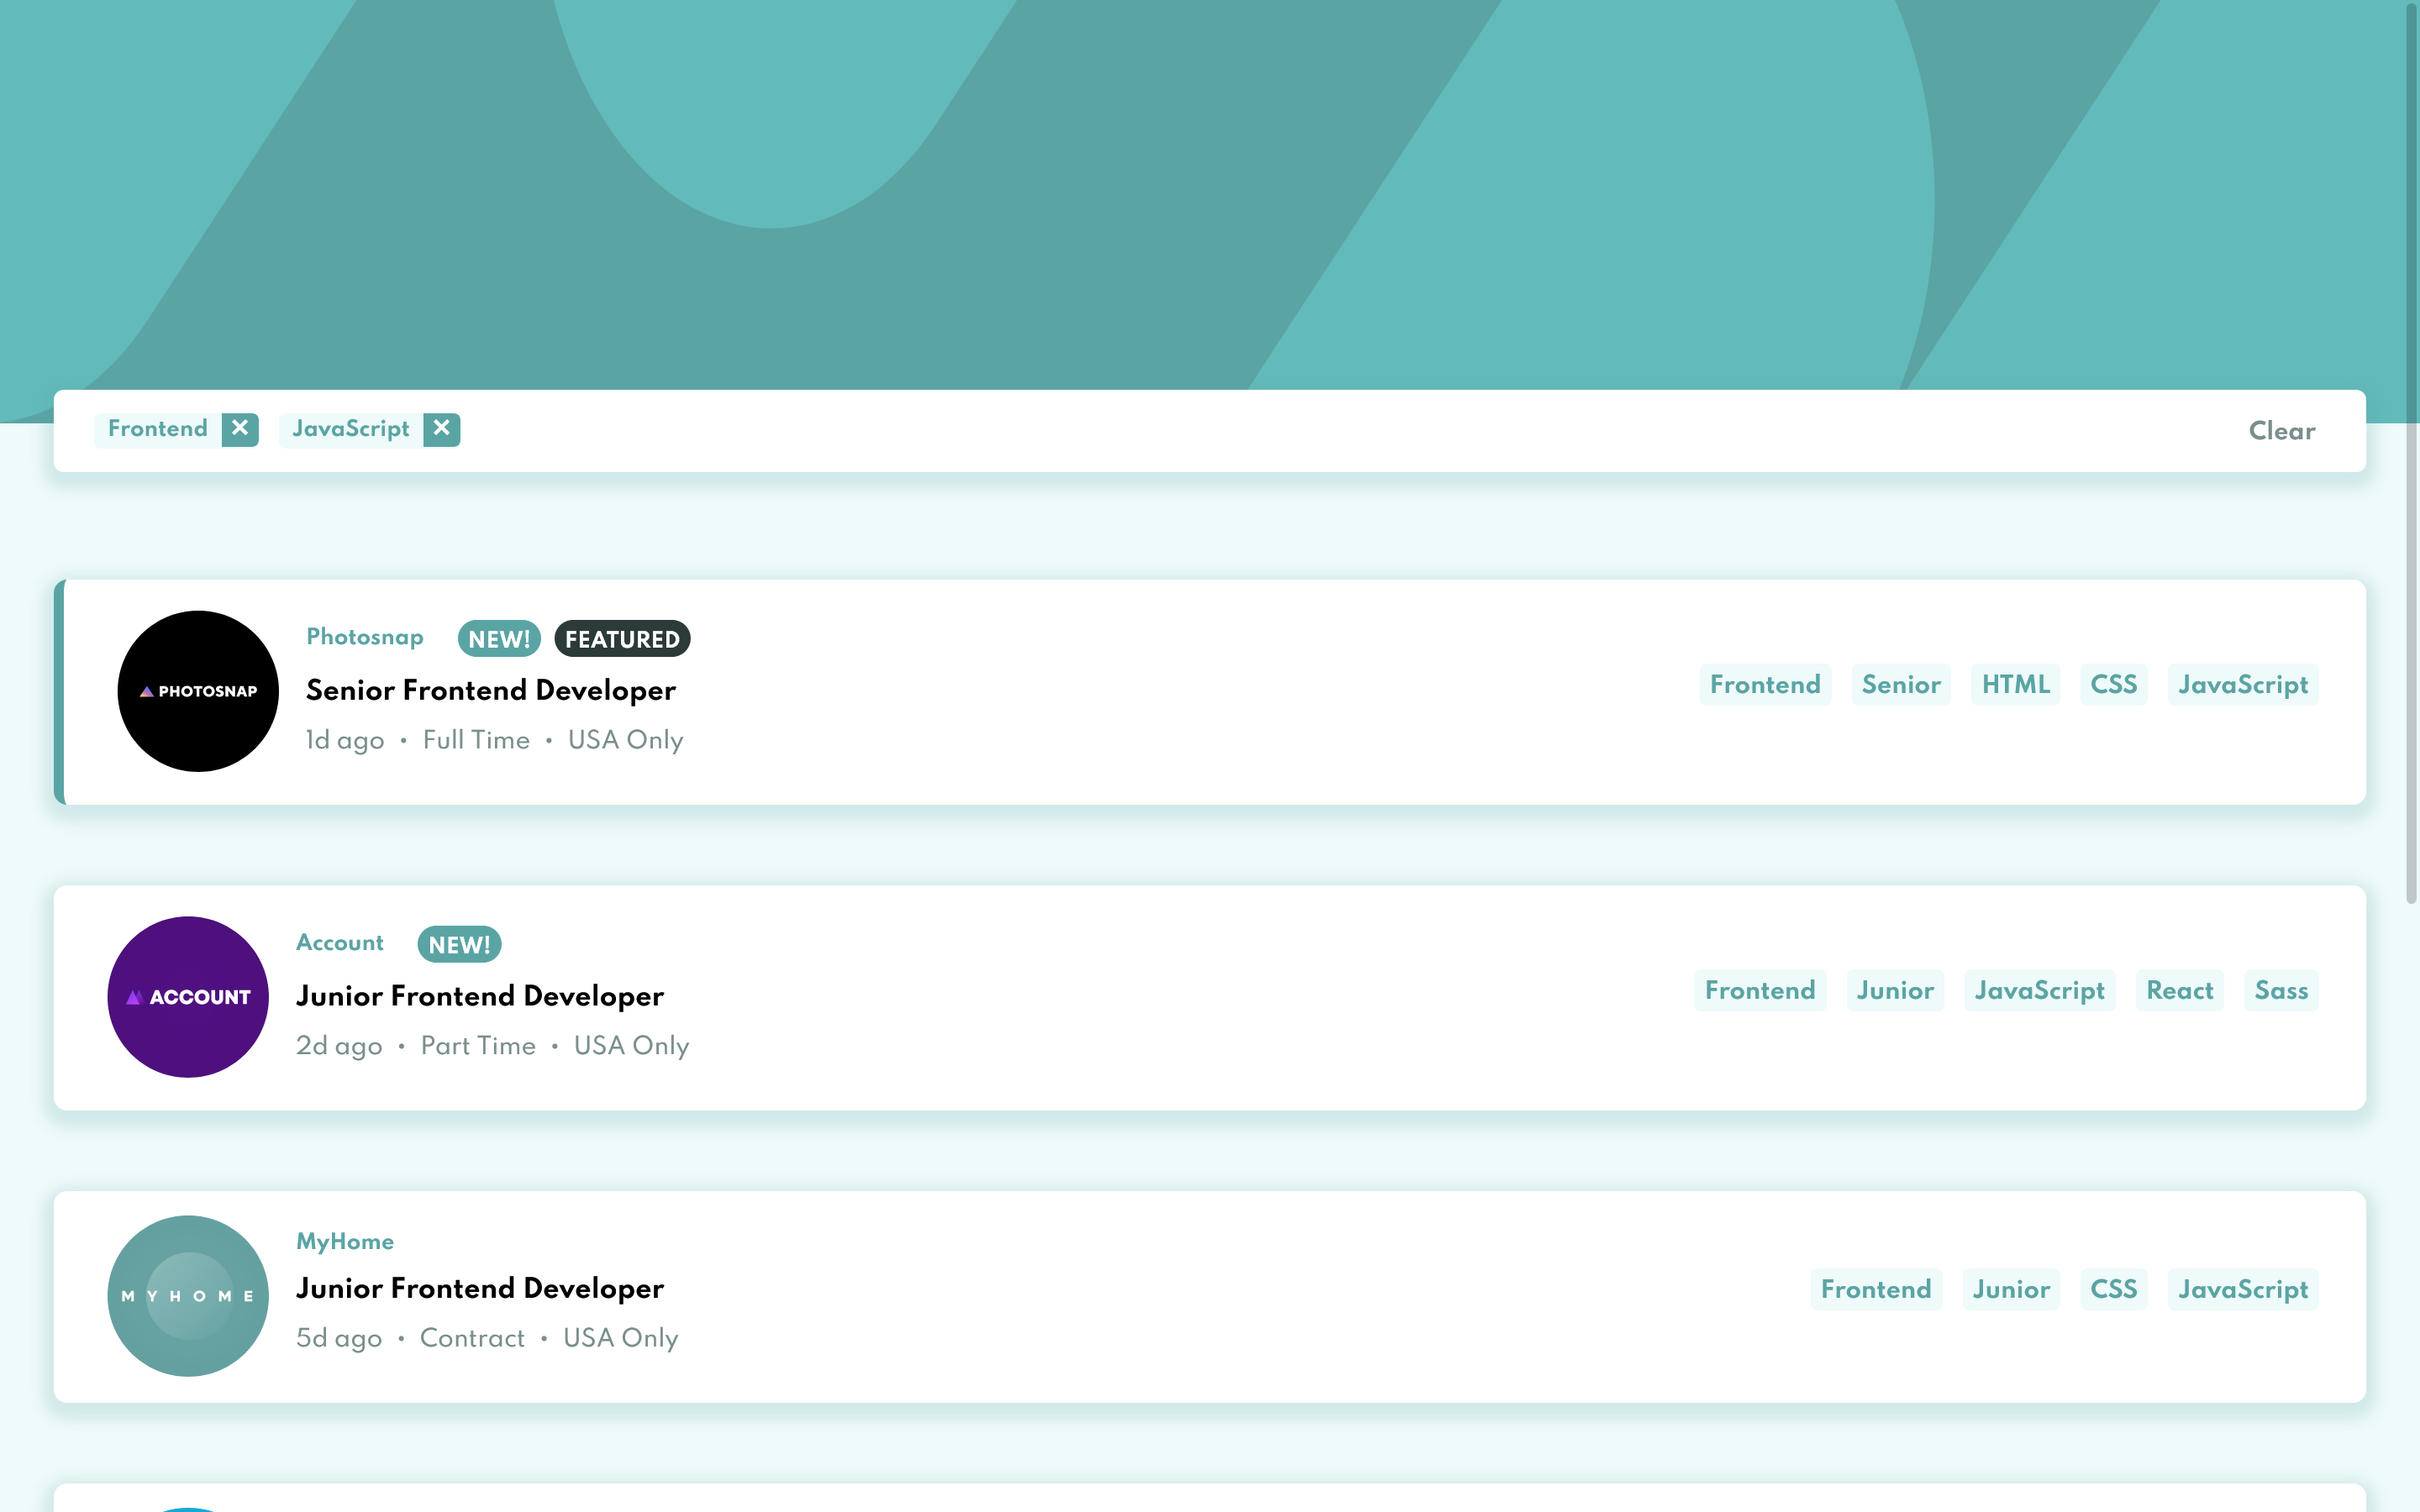 Frontend ✕ JavaScript ✕ Clear
PHOTOSNAP
Photosnap NEW! FEATURED
Senior Frontend Developer
1d ago • Full Time • USA Only
Frontend Senior HTML CSS JavaScript
ACCOUNT
Account NEW!
Junior Frontend Developer
2d ago • Part Time • USA Only
Frontend Junior JavaScript React Sass
MYHOME
MyHome
Junior Frontend Developer
5d ago • Contract • USA Only
Frontend Junior CSS JavaScript